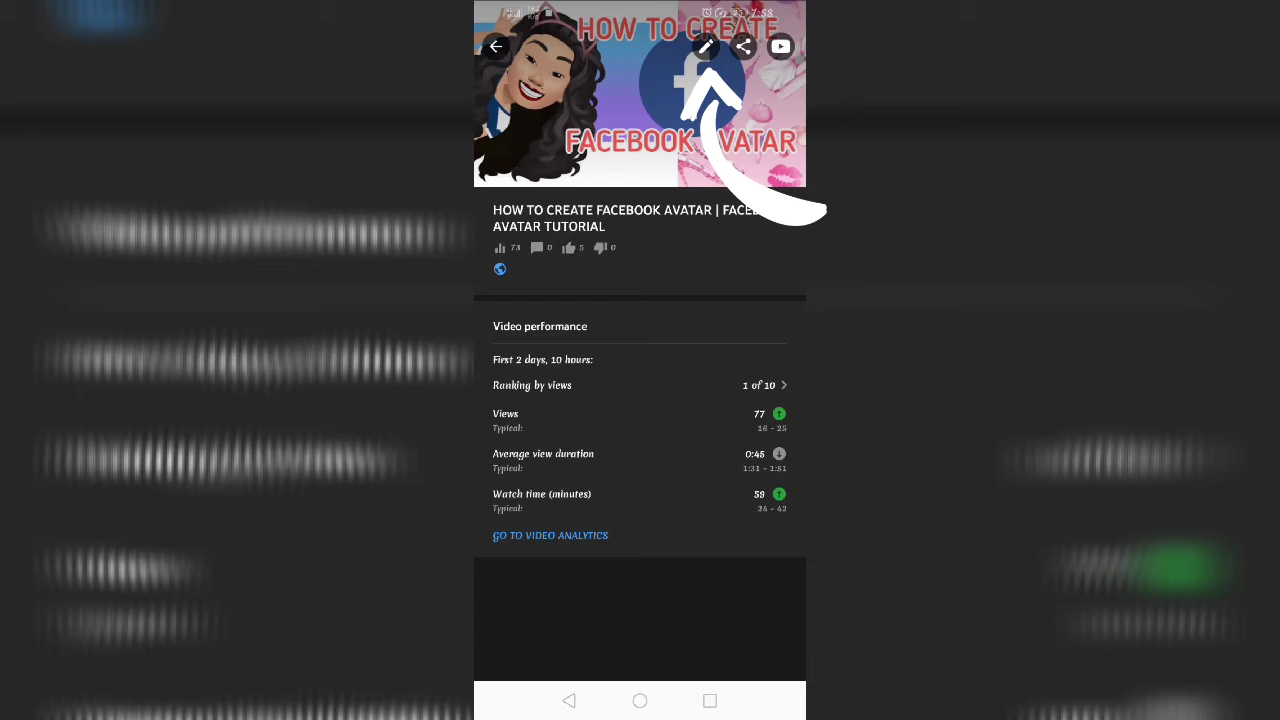 7:58
HOW TO CREATE
FACEBOOK AVATAR
HOW TO CREATE FACEBOOK AVATAR | FACE
AVATAR TUTORIAL
73 0 5 0
Video performance
First 2 days, 10 hours:
Ranking by views 1 of 10
Views 77
Typical: 16 - 25
Average view duration 0:45
Typical: 1:31 - 1:51
Watch time (minutes) 59
Typical: 24 - 42
GO TO VIDEO ANALYTICS